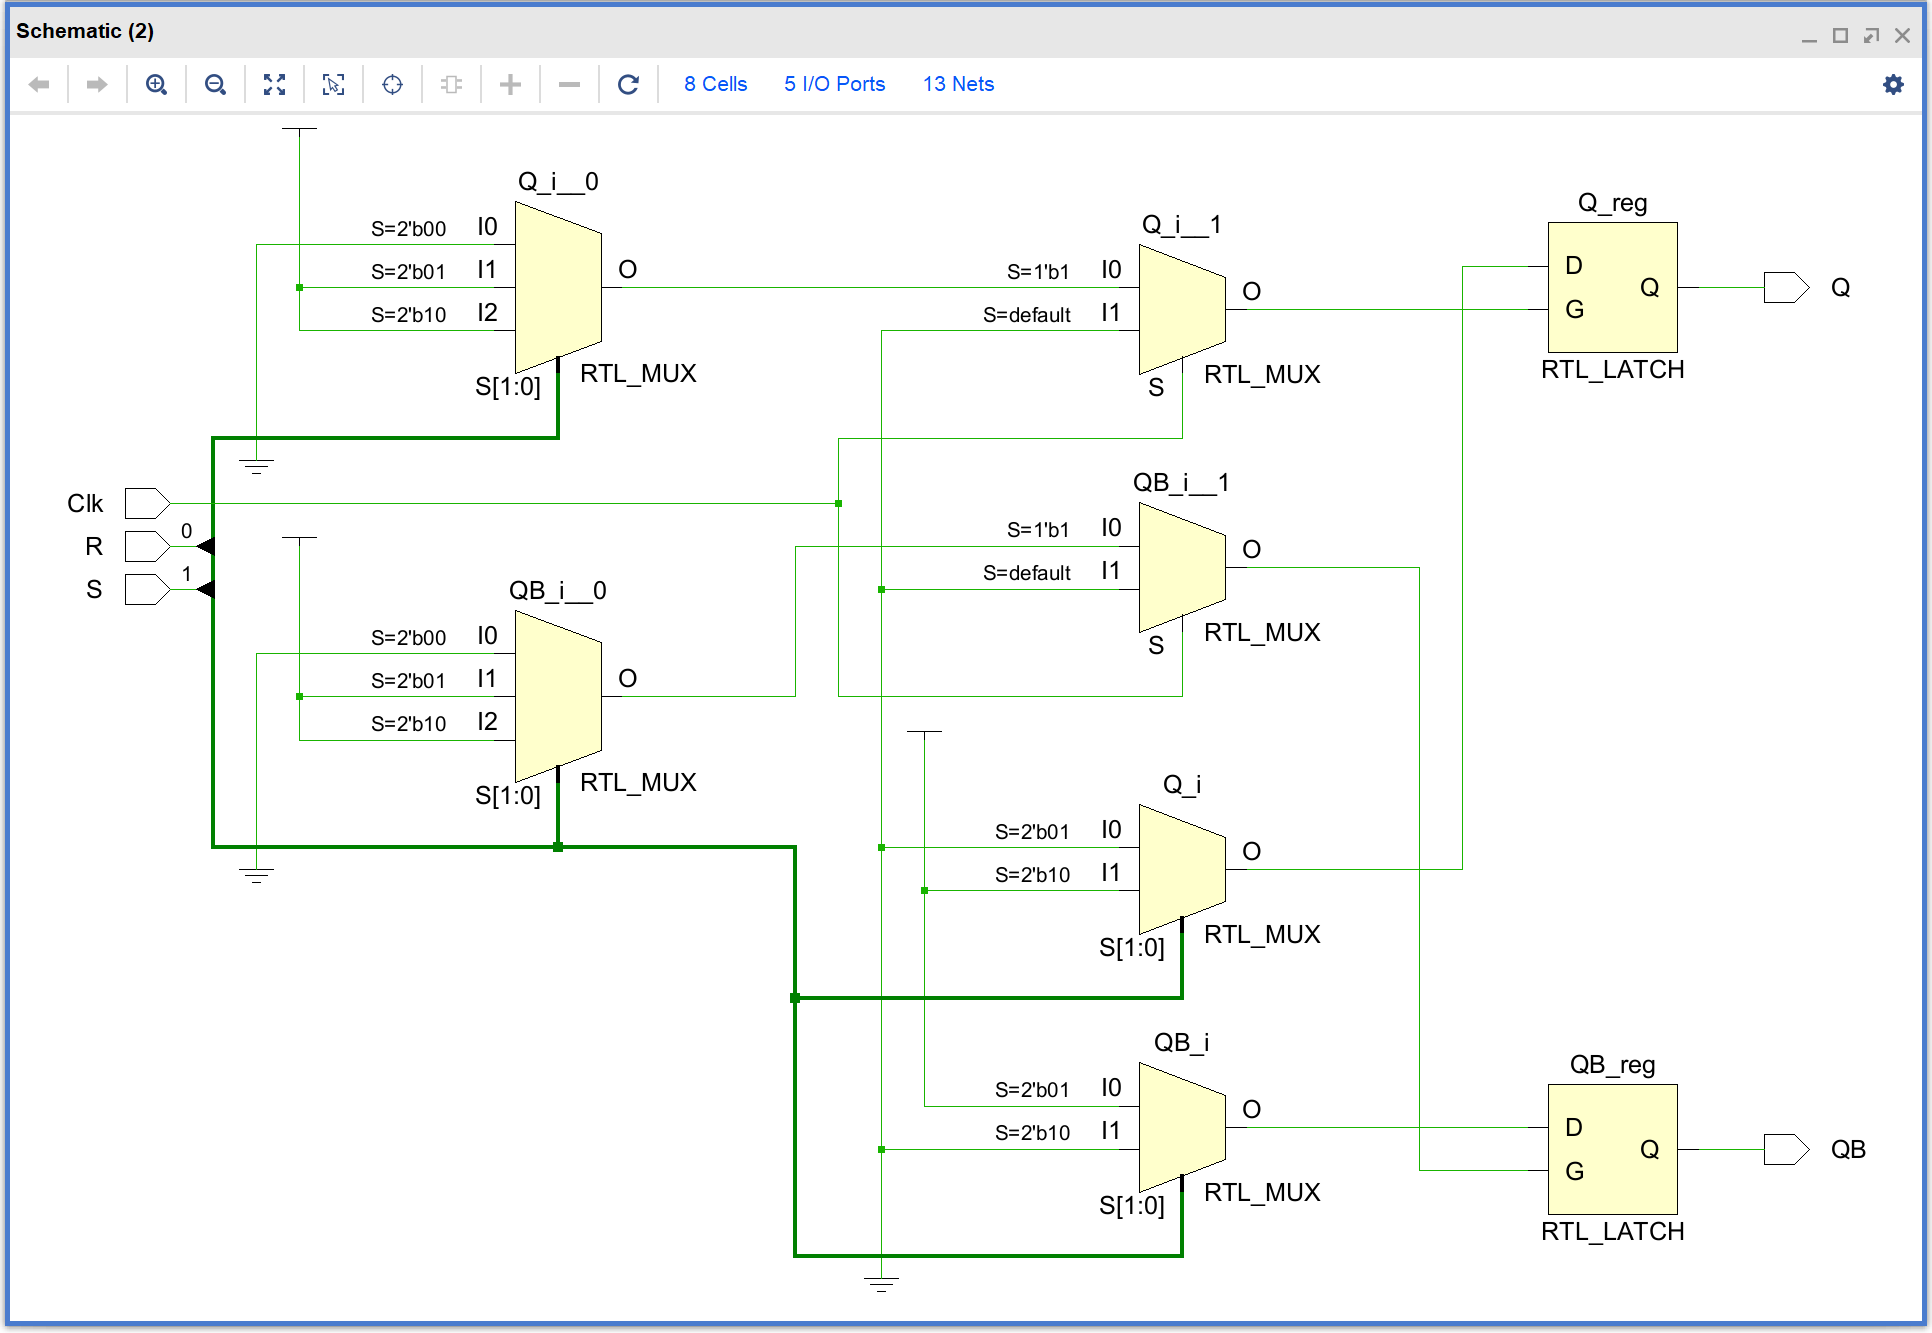 Schematic (2)
8 Cells 5 I/O Ports 13 Nets
Q_i__0
S=2'b00 I0
S=2'b01 I1
S=2'b10 I2
O
S[1:0]
RTL_MUX
Q_i__1
S=1'b1 I0
S=default I1
O
S
RTL_MUX
Q_reg
D
G
Q
RTL_LATCH
Q
Clk
R 0
S 1
QB_i__1
S=1'b1 I0
S=default I1
O
S
RTL_MUX
QB_i__0
S=2'b00 I0
S=2'b01 I1
S=2'b10 I2
O
S[1:0]
RTL_MUX
Q_i
S=2'b01 I0
S=2'b10 I1
O
S[1:0]
RTL_MUX
QB_i
S=2'b01 I0
S=2'b10 I1
O
S[1:0]
RTL_MUX
QB_reg
D
G
Q
RTL_LATCH
QB